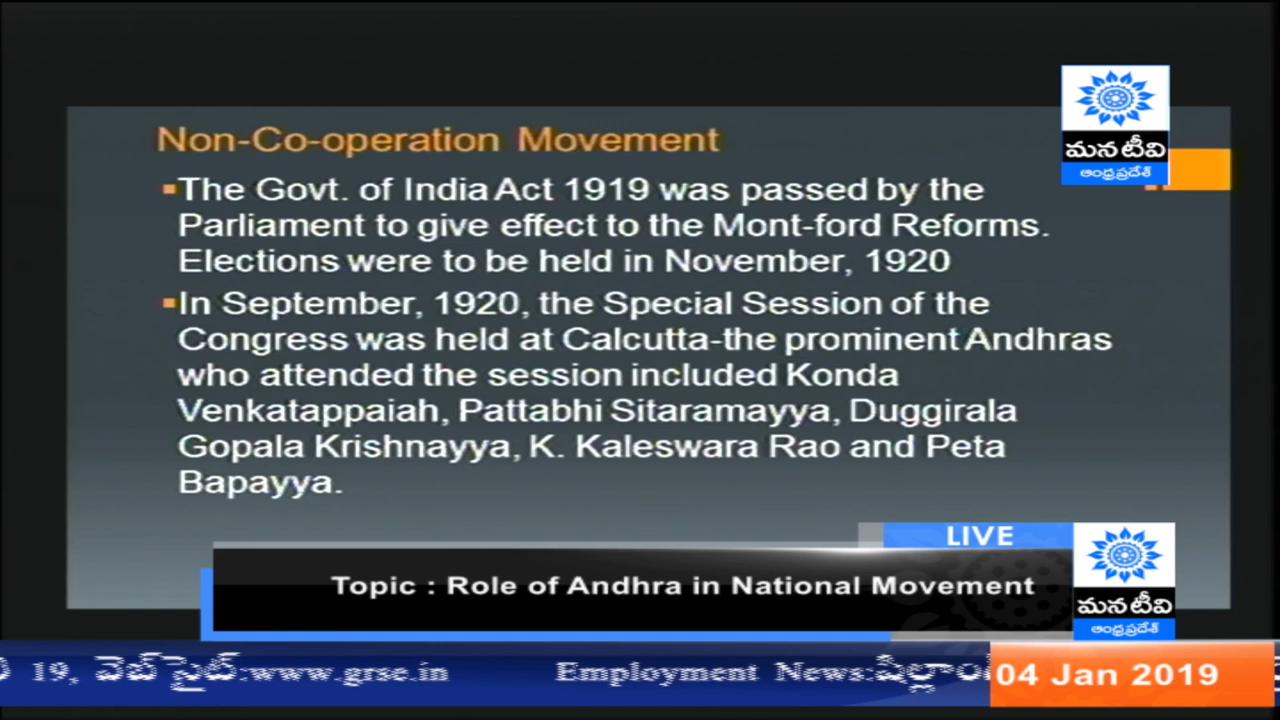 Non-Co-operation Movement
మన టీవి
ఆంధ్రప్రదేశ్
▪The Govt. of India Act 1919 was passed by the
Parliament to give effect to the Mont-ford Reforms.
Elections were to be held in November, 1920
▪In September, 1920, the Special Session of the
Congress was held at Calcutta-the prominent Andhras
who attended the session included Konda
Venkatappaiah, Pattabhi Sitaramayya, Duggirala
Gopala Krishnayya, K. Kaleswara Rao and Peta
Bapayya.
LIVE
Topic : Role of Andhra in National Movement
మన టీవి
ఆంధ్రప్రదేశ్
19, వెబ్‌సైట్:www.grse.in Employment News:
04 Jan 2019